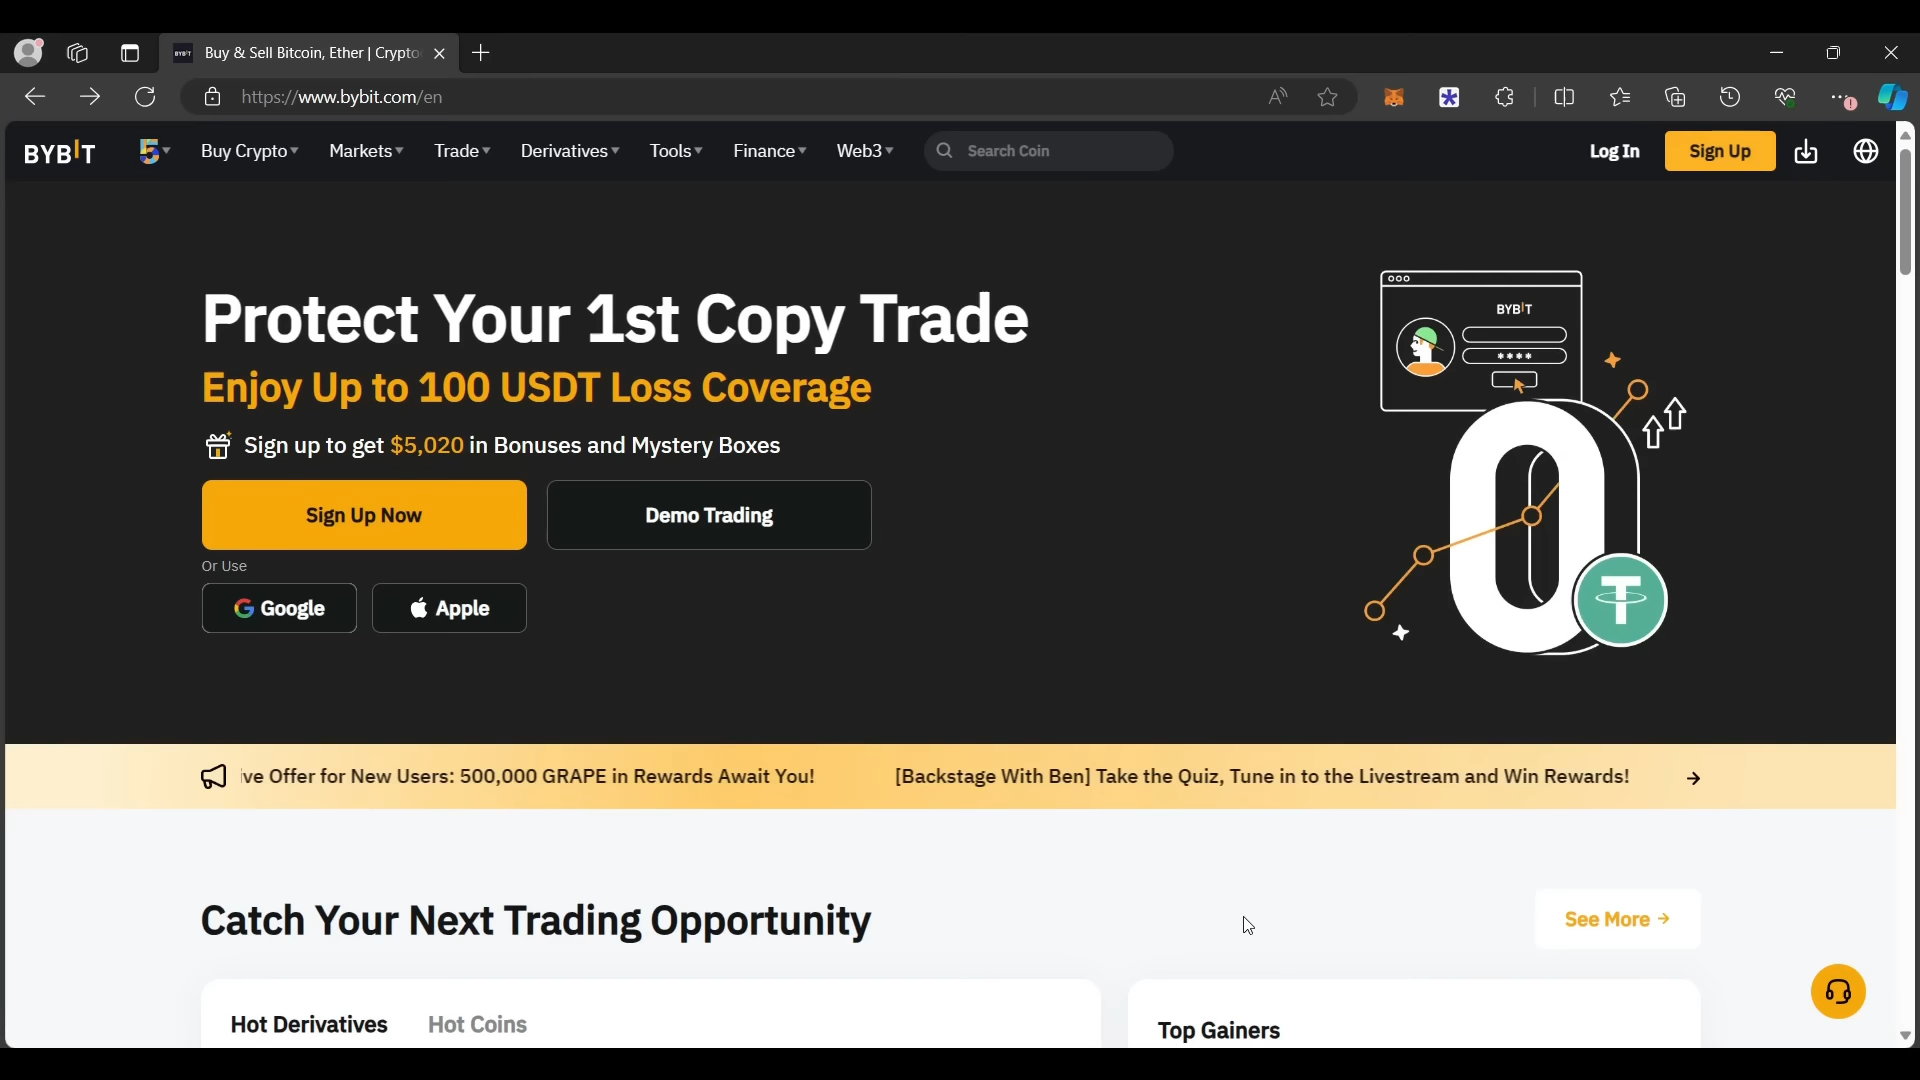 Buy & Sell Bitcoin, Ether | Crypto
https://www.bybit.com/en
BYBIT
Buy Crypto
Markets
Trade
Derivatives
Tools
Finance
Web3
Search Coin
Log In
Sign Up
Protect Your 1st Copy Trade
Enjoy Up to 100 USDT Loss Coverage
Sign up to get $5,020 in Bonuses and Mystery Boxes
Sign Up Now
Demo Trading
Or Use
Google
Apple
BYBIT
****
0
ive Offer for New Users: 500,000 GRAPE in Rewards Await You!
[Backstage With Ben] Take the Quiz, Tune in to the Livestream and Win Rewards!
Catch Your Next Trading Opportunity
See More
Hot Derivatives
Hot Coins
Top Gainers